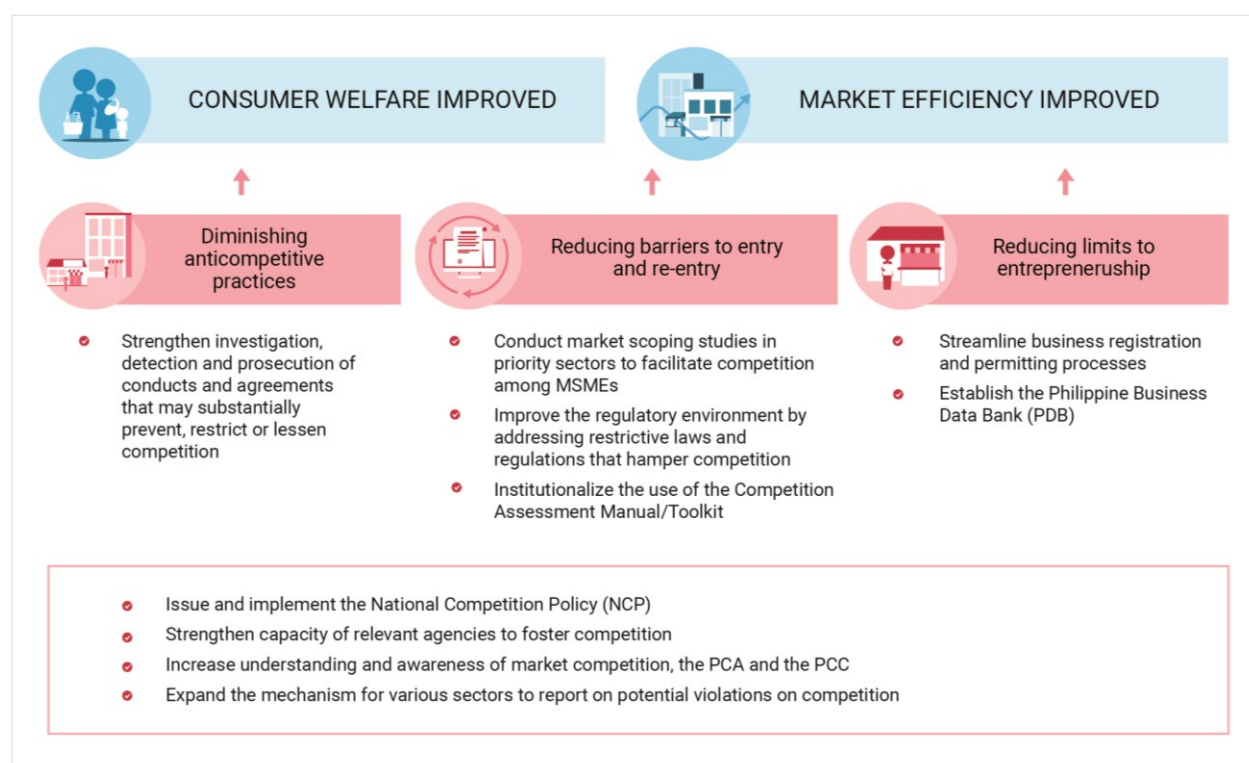 CONSUMER WELFARE IMPROVED
MARKET EFFICIENCY IMPROVED
Diminishing
anticompetitive
practices
Strengthen investigation,
detection and prosecution of
conducts and agreements
that may substantially
prevent, restrict or lessen
competition
Reducing barriers to entry
and re-entry
Conduct market scoping studies in
priority sectors to facilitate competition
among MSMEs
Improve the regulatory environment by
addressing restrictive laws and
regulations that hamper competition
Institutionalize the use of the Competition
Assessment Manual/Toolkit
Reducing limits to
entrepreneruship
Streamline business registration
and permitting processes
Establish the Philippine Business
Data Bank (PDB)
Issue and implement the National Competition Policy (NCP)
Strengthen capacity of relevant agencies to foster competition
Increase understanding and awareness of market competition, the PCA and the PCC
Expand the mechanism for various sectors to report on potential violations on competition